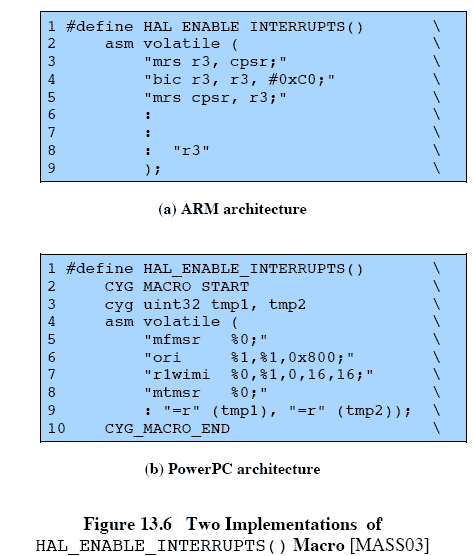 1 #define HAL ENABLE INTERRUPTS() \
2 asm volatile ( \
3 "mrs r3, cpsr;" \
4 "bic r3, r3, #0xC0;" \
5 "mrs cpsr, r3;" \
6 : \
7 : \
8 : "r3" \
9 ); \
(a) ARM architecture
1 #define HAL_ENABLE_INTERRUPTS() \
2 CYG MACRO START \
3 cyg uint32 tmp1, tmp2 \
4 asm volatile ( \
5 "mfmsr %0;" \
6 "ori %1,%1,0x800;" \
7 "r1wimi %0,%1,0,16,16;" \
8 "mtmsr %0;" \
9 : "=r" (tmp1), "=r" (tmp2)); \
10 CYG_MACRO_END \
(b) PowerPC architecture
Figure 13.6 Two Implementations of
HAL_ENABLE_INTERRUPTS() Macro [MASS03]